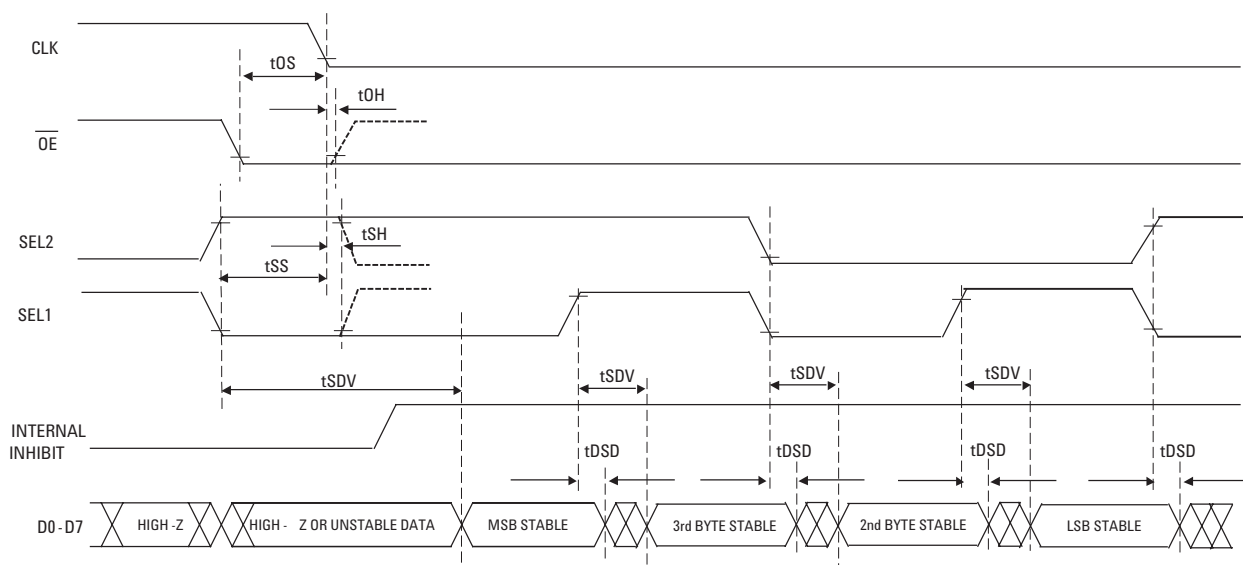 CLK
tOS
tOH
OE
SEL2
tSH
tSS
SEL1
tSDV
tSDV
tSDV
tSDV
INTERNAL
INHIBIT
tDSD
tDSD
tDSD
tDSD
D0 - D7
HIGH -Z
HIGH - Z OR UNSTABLE DATA
MSB STABLE
3rd BYTE STABLE
2nd BYTE STABLE
LSB STABLE